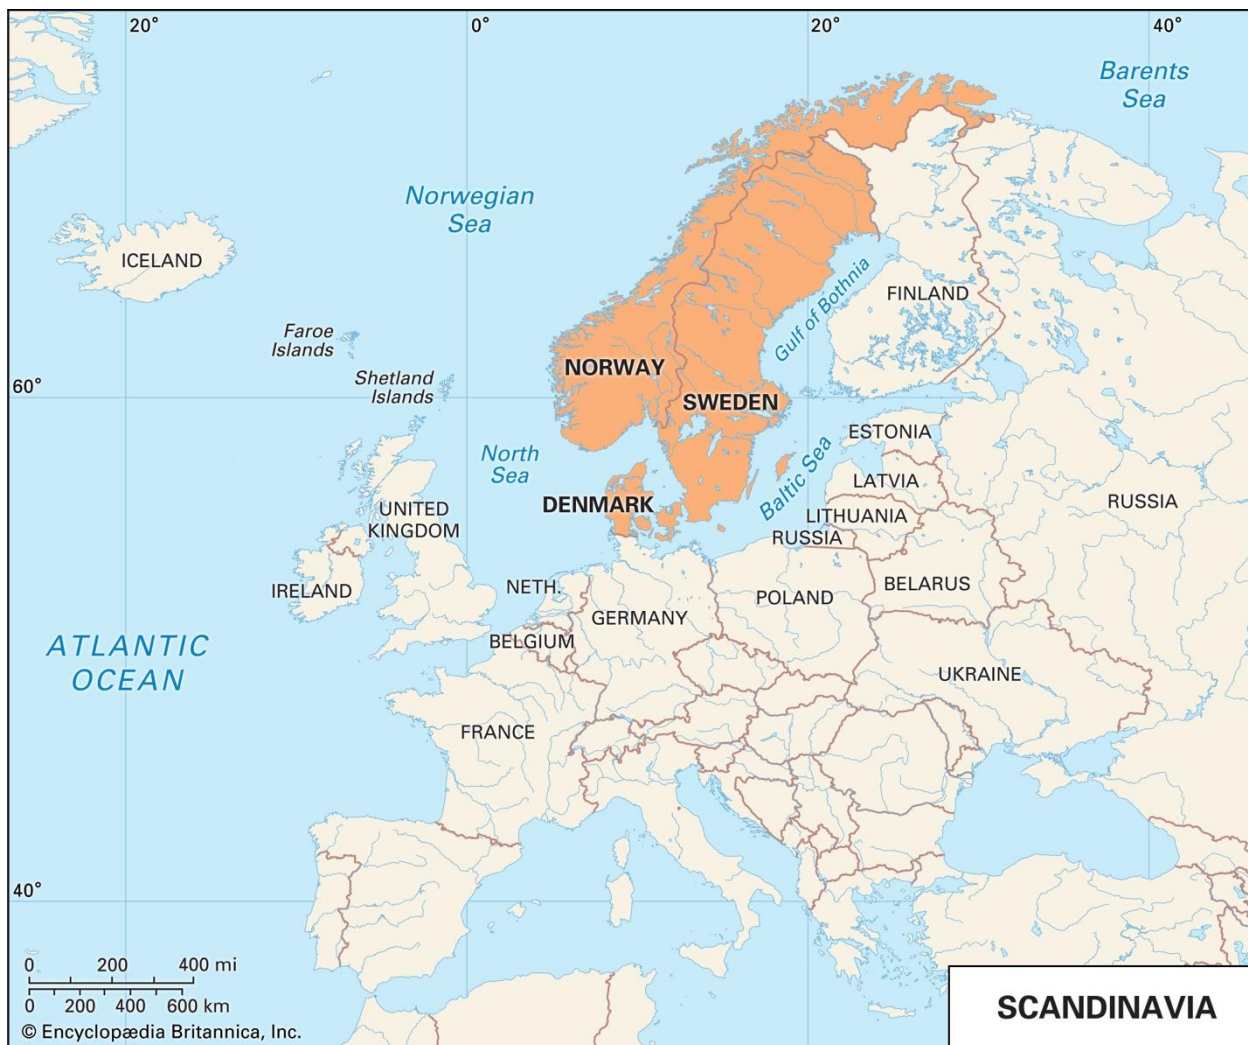 20°
0°
20°
40°
Barents
Sea
Norwegian
Sea
ICELAND
Gulf of Bothnia
FINLAND
Faroe
Islands
NORWAY
Shetland
Islands
60°
SWEDEN
ESTONIA
North
Sea
Baltic Sea
LATVIA
RUSSIA
DENMARK
UNITED
KINGDOM
LITHUANIA
RUSSIA
IRELAND
NETH.
BELARUS
POLAND
GERMANY
BELGIUM
ATLANTIC
OCEAN
UKRAINE
FRANCE
40°
0 200 400 mi
0 200 400 600 km
SCANDINAVIA
© Encyclopædia Britannica, Inc.